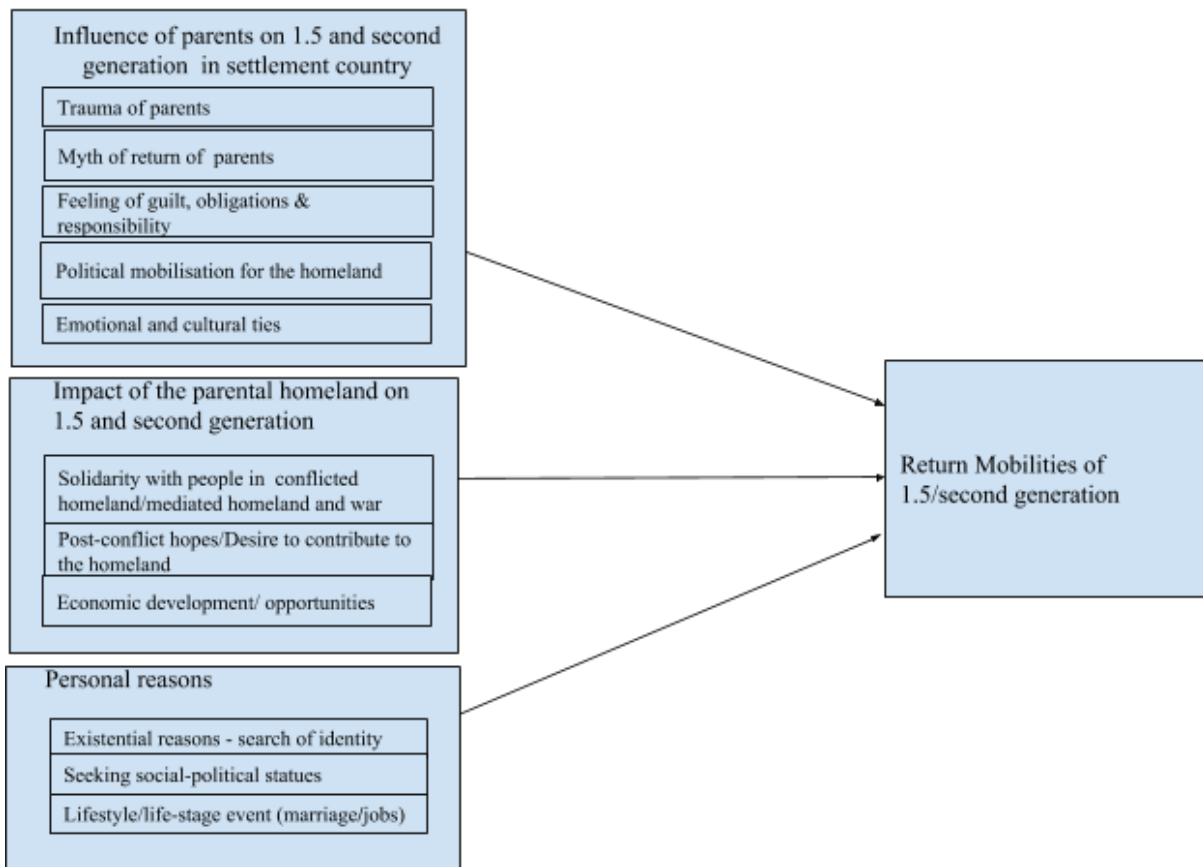 Influence of parents on 1.5 and second
generation in settlement country
Trauma of parents
Myth of return of parents
Feeling of guilt, obligations &
responsibility
Political mobilisation for the homeland
Emotional and cultural ties
Impact of the parental homeland on
1.5 and second generation
Solidarity with people in conflicted
homeland/mediated homeland and war
Post-conflict hopes/Desire to contribute to
the homeland
Economic development/ opportunities
Personal reasons
Existential reasons - search of identity
Seeking social-political statues
Lifestyle/life-stage event (marriage/jobs)
Return Mobilities of
1.5/second generation